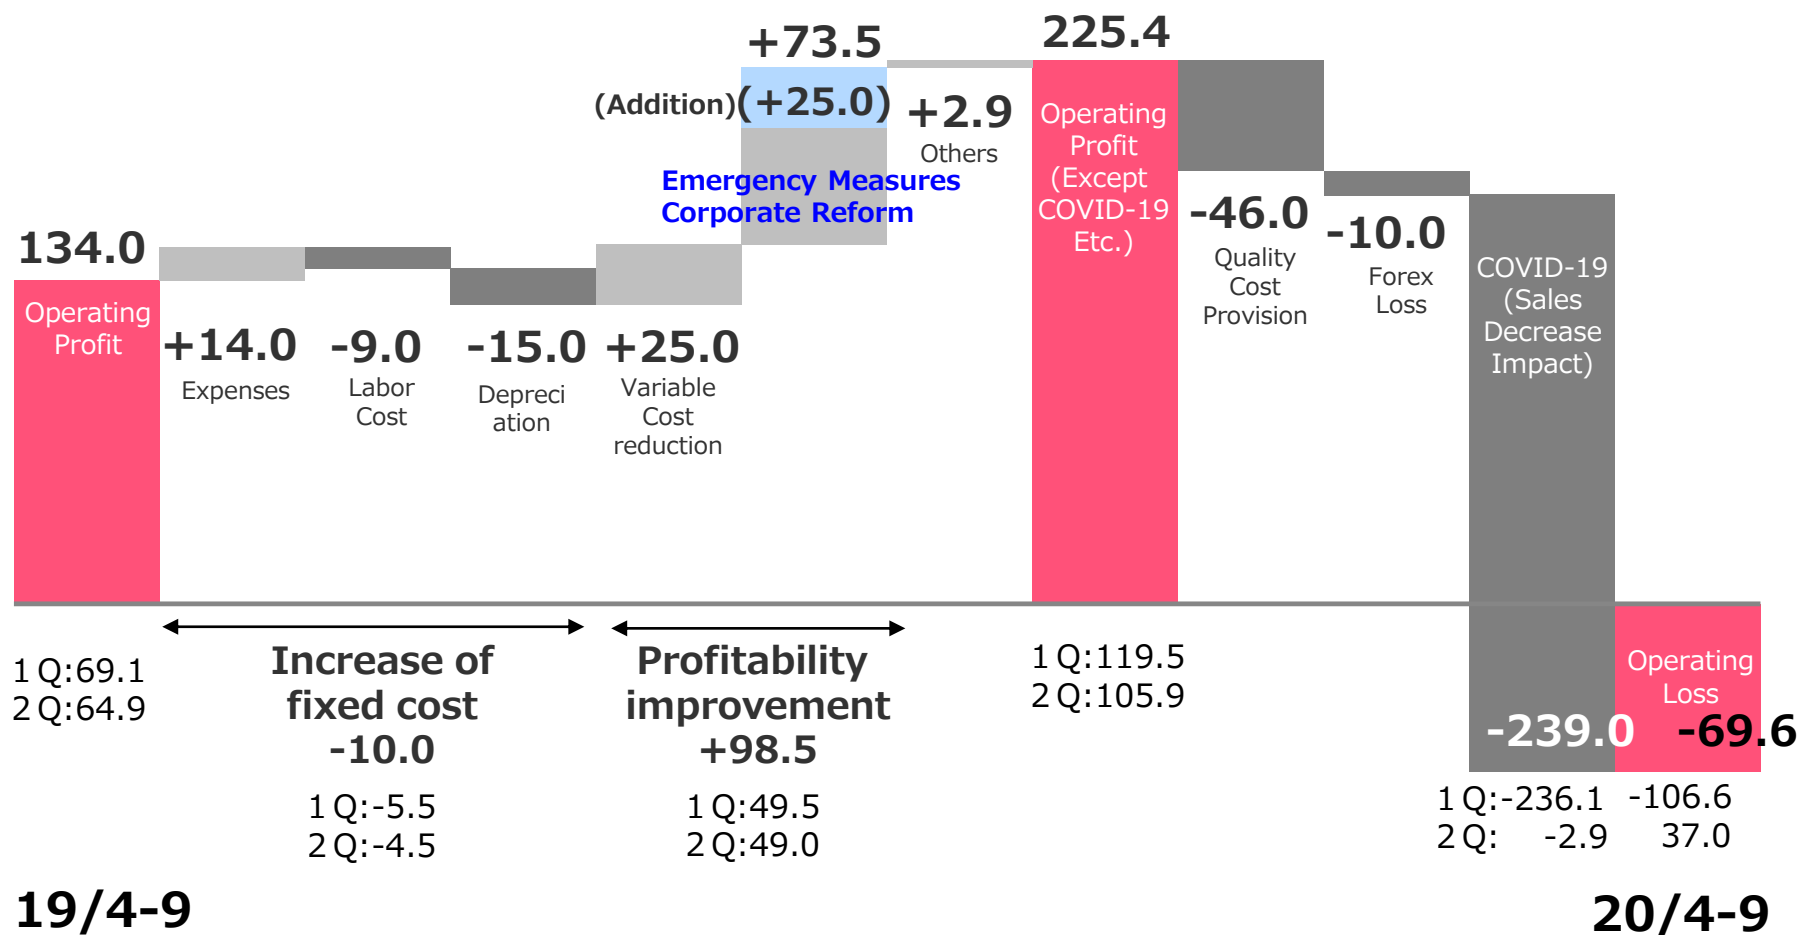 +73.5
225.4
(Addition)(+25.0)
+2.9
Others
Operating
Profit
(Except
COVID-19
Etc.)
Emergency Measures
Corporate Reform
134.0
Operating
Profit
+14.0
Expenses
-9.0
Labor
Cost
-15.0
Depreci
ation
+25.0
Variable
Cost
reduction
-46.0
Quality
Cost
Provision
-10.0
Forex
Loss
COVID-19
(Sales
Decrease
Impact)
-239.0
Operating
Loss
-69.6
1Q:69.1
2Q:64.9
Increase of
fixed cost
-10.0
1Q:-5.5
2Q:-4.5
Profitability
improvement
+98.5
1Q:49.5
2Q:49.0
1Q:119.5
2Q:105.9
1Q:-236.1 -106.6
2Q: -2.9 37.0
19/4-9
20/4-9